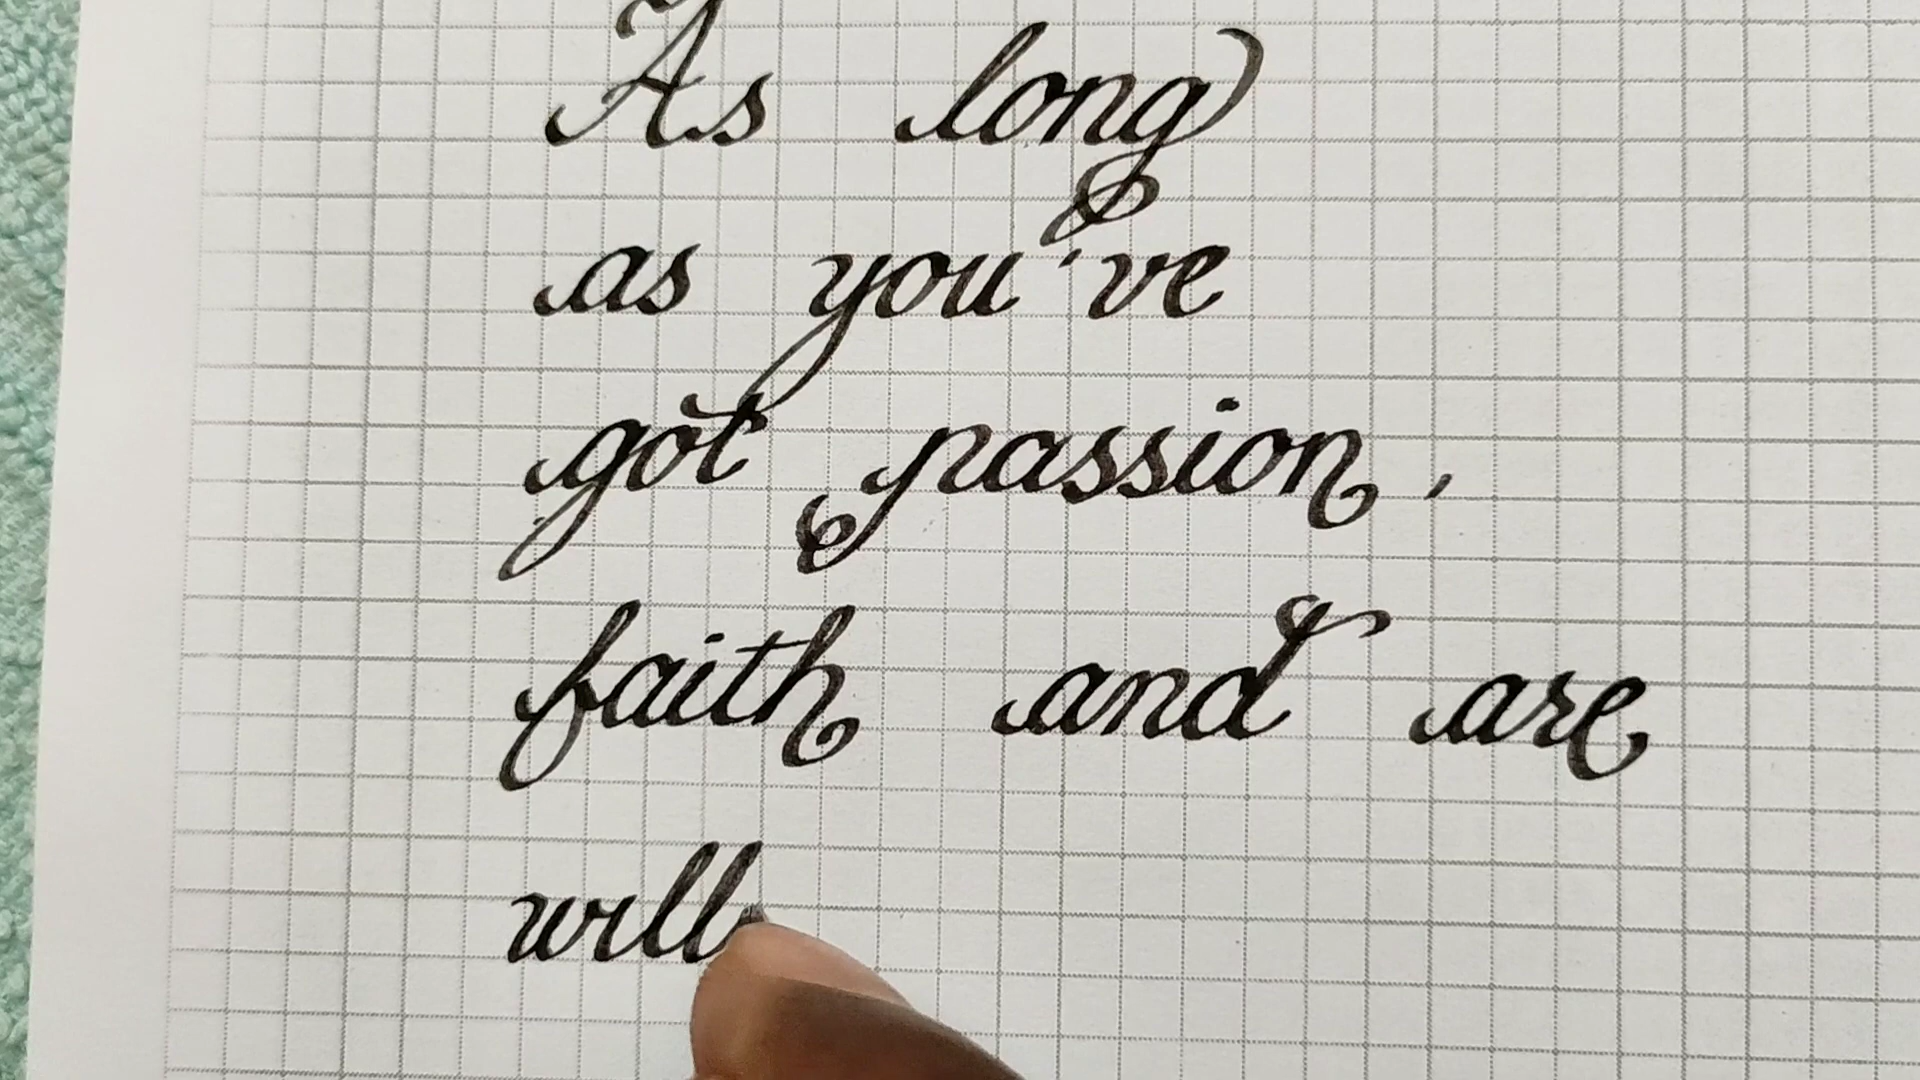 As long
as you've
got passion,
faith and are
will